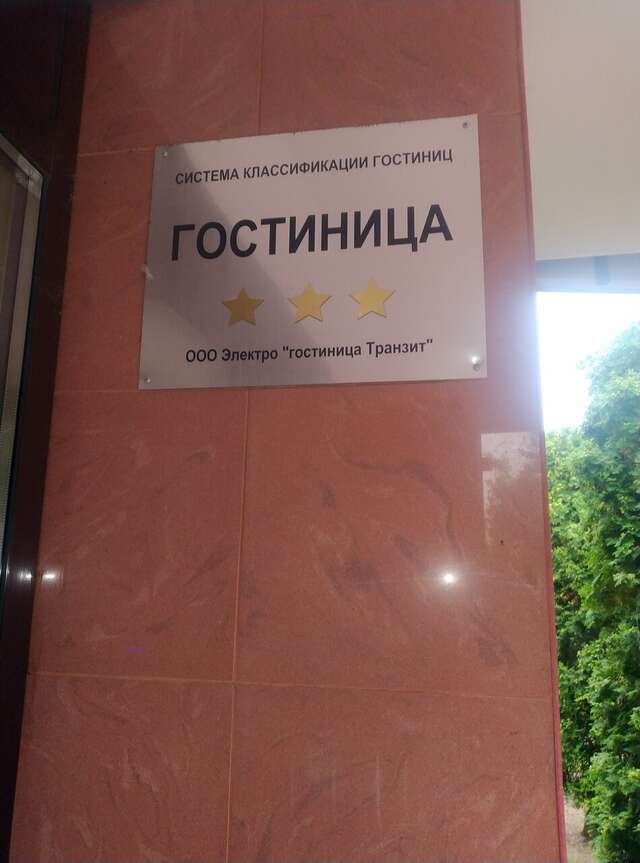 СИСТЕМА КЛАССИФИКАЦИИ ГОСТИНИЦ
ГОСТИНИЦА
ООО Электро "гостиница Транзит"